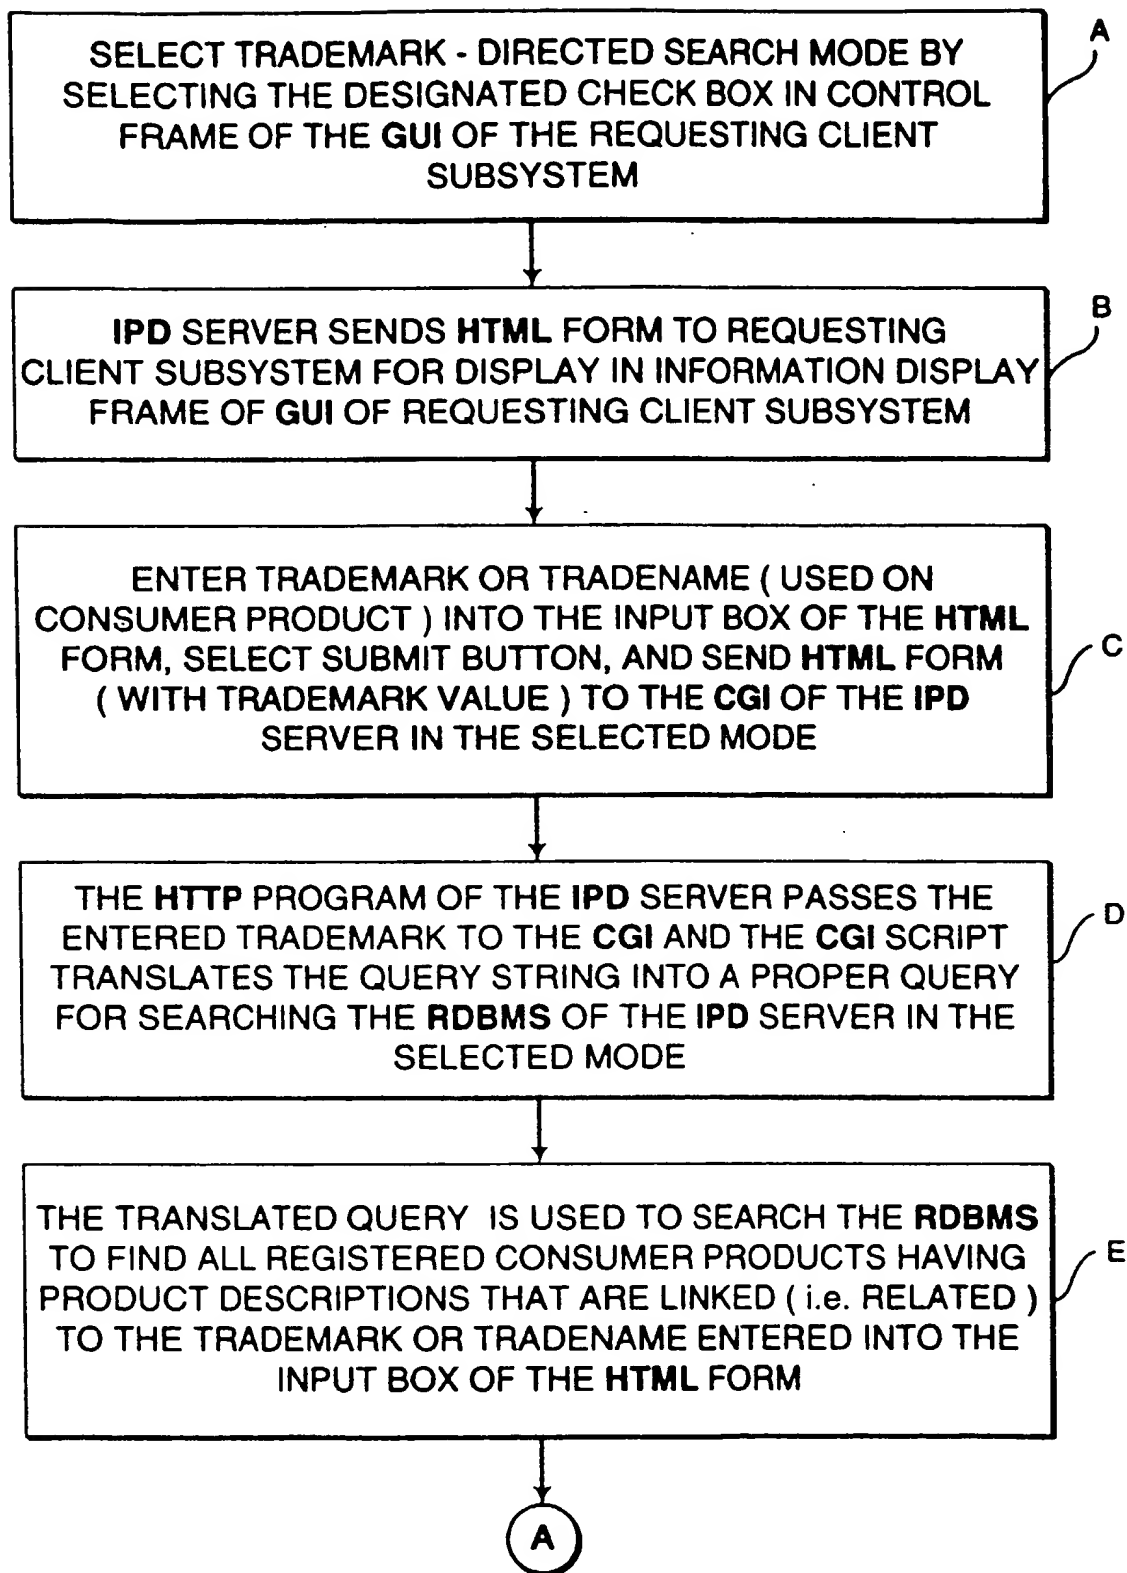 SELECT TRADEMARK - DIRECTED SEARCH MODE BY
SELECTING THE DESIGNATED CHECK BOX IN CONTROL
FRAME OF THE GUI OF THE REQUESTING CLIENT
SUBSYSTEM
A
IPD SERVER SENDS HTML FORM TO REQUESTING
CLIENT SUBSYSTEM FOR DISPLAY IN INFORMATION DISPLAY
FRAME OF GUI OF REQUESTING CLIENT SUBSYSTEM
B
ENTER TRADEMARK OR TRADENAME ( USED ON
CONSUMER PRODUCT ) INTO THE INPUT BOX OF THE HTML
FORM, SELECT SUBMIT BUTTON, AND SEND HTML FORM
( WITH TRADEMARK VALUE ) TO THE CGI OF THE IPD
SERVER IN THE SELECTED MODE
C
THE HTTP PROGRAM OF THE IPD SERVER PASSES THE
ENTERED TRADEMARK TO THE CGI AND THE CGI SCRIPT
TRANSLATES THE QUERY STRING INTO A PROPER QUERY
FOR SEARCHING THE RDBMS OF THE IPD SERVER IN THE
SELECTED MODE
D
THE TRANSLATED QUERY IS USED TO SEARCH THE RDBMS
TO FIND ALL REGISTERED CONSUMER PRODUCTS HAVING
PRODUCT DESCRIPTIONS THAT ARE LINKED ( i.e. RELATED )
TO THE TRADEMARK OR TRADENAME ENTERED INTO THE
INPUT BOX OF THE HTML FORM
E
A